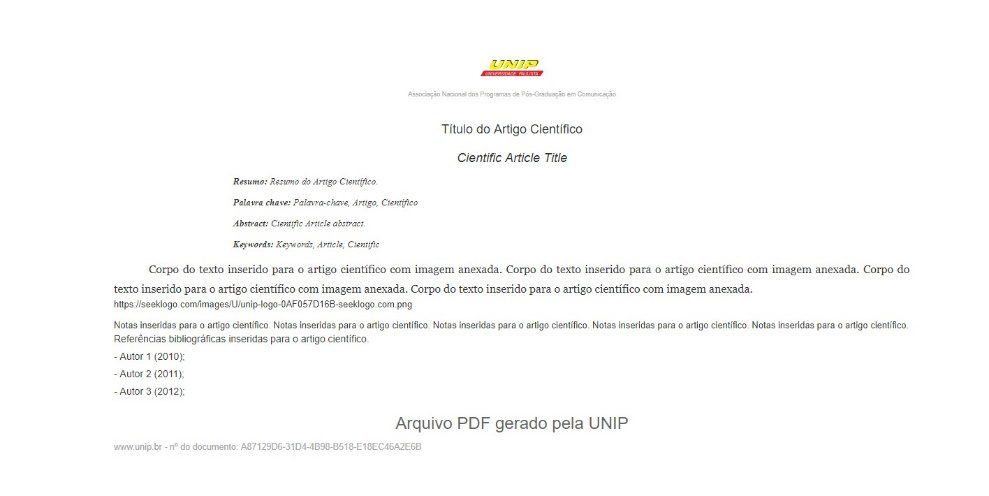 UNIP
UNIVERSIDADE PAULISTA
Associação Nacional dos Programas de Pós-Graduação em Comunicação
Título do Artigo Científico
Cientific Article Title
Resumo: Rezumo do Artigo Científico.
Palavra chave: Palavra-chave, Artigo, Científico
Abstract: Cientific Article abstract.
Keywords: Keywords, Article, Cientific
Corpo do texto inserido para o artigo científico com imagem anexada. Corpo do texto inserido para o artigo científico com imagem anexada. Corpo do
texto inserido para o artigo científico com imagem anexada. Corpo do texto inserido para o artigo científico com imagem anexada.
https://seeklogo.com/images/U/unip-logo-0AF057D16B-seeklogo.com.png
Notas inseridas para o artigo científico. Notas inseridas para o artigo científico. Notas inseridas para o artigo científico. Notas inseridas para o artigo científico. Notas inseridas para o artigo científico.
Referências bibliográficas inseridas para o artigo científico.
- Autor 1 (2010);
- Autor 2 (2011);
- Autor 3 (2012);
Arquivo PDF gerado pela UNIP
www.unip.br - nº do documento: A87129D6-31D4-4B98-B518-E18EC46A2E6B